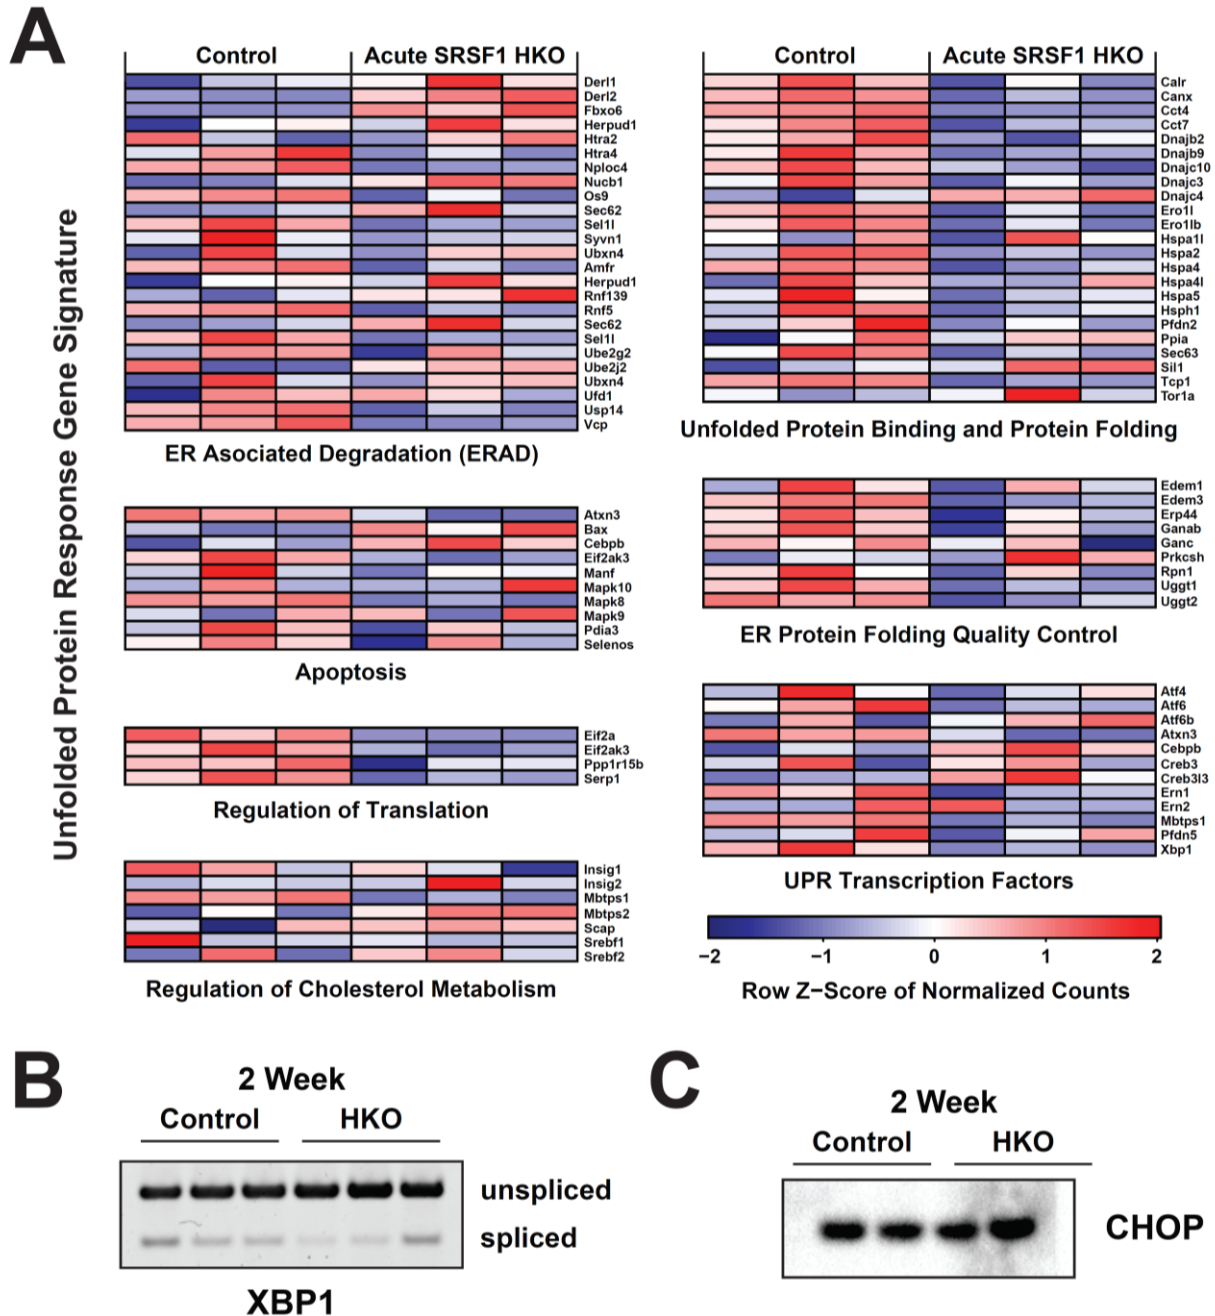 A
Unfolded Protein Response Gene Signature
Control
Acute SRSF1 HKO
Derl1
Derl2
Fbxo6
Herpud1
Htra2
Htra4
Nploc4
Nucb1
Os9
Sec62
Sel1l
Syvn1
Ubxn4
Amfr
Herpud1
Rnf139
Rnf5
Sec62
Sel1l
Ube2g2
Ube2j2
Ubxn4
Ufd1
Usp14
Vcp
ER Asociated Degradation (ERAD)
Atxn3
Bax
Cebpb
Eif2ak3
Manf
Mapk10
Mapk8
Mapk9
Pdia3
Selenos
Apoptosis
Eif2a
Eif2ak3
Ppp1r15b
Serp1
Regulation of Translation
Insig1
Insig2
Mbtps1
Mbtps2
Scap
Srebf1
Srebf2
Regulation of Cholesterol Metabolism
Control
Acute SRSF1 HKO
Calr
Canx
Cct4
Cct7
Dnajb2
Dnajb9
Dnajc10
Dnajc3
Dnajc4
Ero1l
Ero1lb
Hspa1l
Hspa2
Hspa4
Hspa4l
Hspa5
Hsph1
Pfdn2
Ppia
Sec63
Sil1
Tcp1
Tor1a
Unfolded Protein Binding and Protein Folding
Edem1
Edem3
Erp44
Ganab
Ganc
Prkcsh
Rpn1
Uggt1
Uggt2
ER Protein Folding Quality Control
Atf4
Atf6
Atf6b
Atxn3
Cebpb
Creb3
Creb3l3
Ern1
Ern2
Mbtps1
Pfdn5
Xbp1
UPR Transcription Factors
−2 −1 0 1 2
Row Z−Score of Normalized Counts
B
2 Week
Control HKO
unspliced
spliced
XBP1
C
2 Week
Control HKO
CHOP